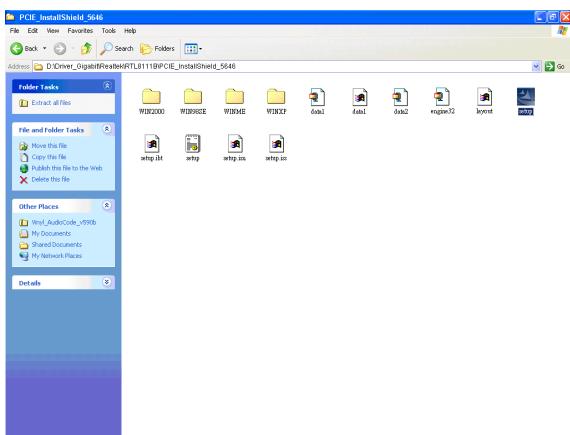 PCIE_InstallShield_5646
File Edit View Favorites Tools Help
Back Search Folders
Address D:\Driver_Gigabit\Realtek\RTL8111B\PCIE_InstallShield_5646 Go
Folder Tasks
Extract all files
File and Folder Tasks
Move this file
Copy this file
Publish this file to the Web
Delete this file
Other Places
Vinyl_AudioCode_v590b
My Documents
Shared Documents
My Network Places
Details
WIN2000 WIN98SE WINME WINXP data1 data1 data2 engine32 layout setup
setup.ibt setup setup.isn setup.iss